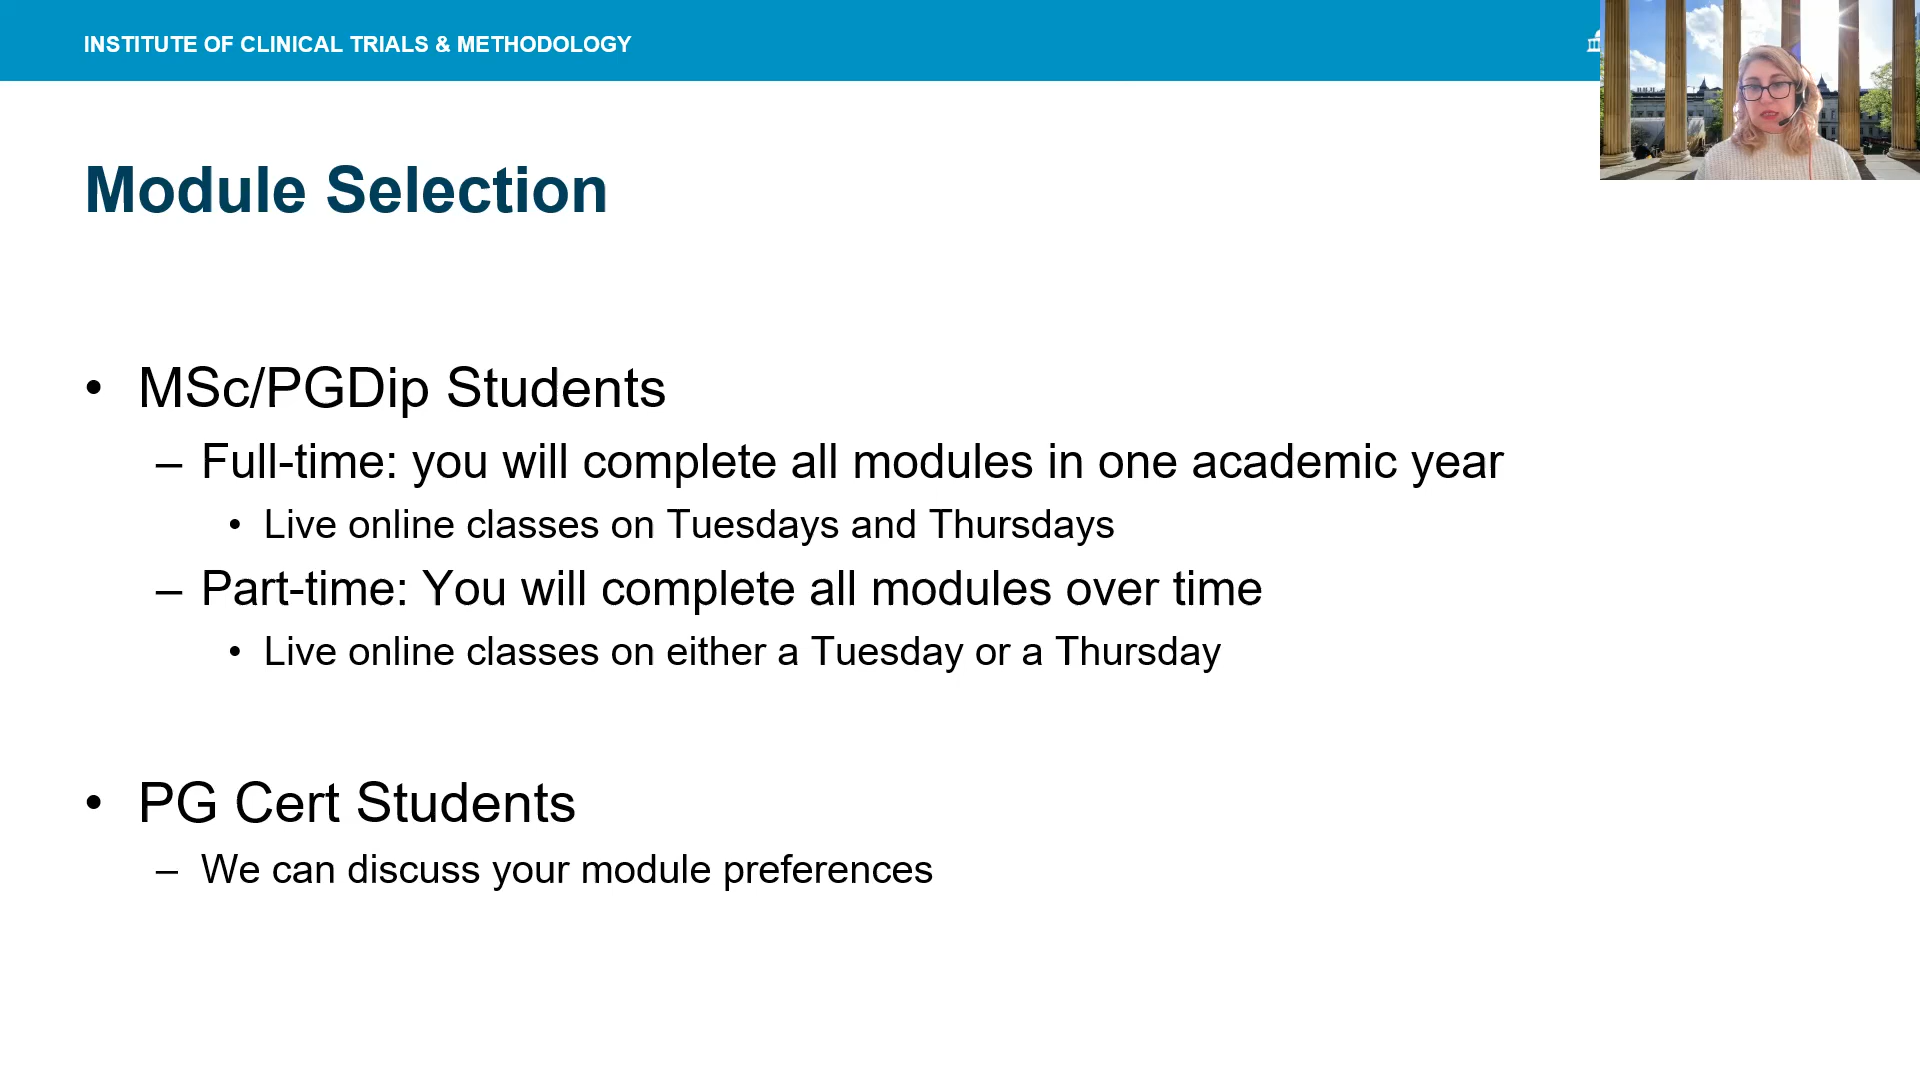 INSTITUTE OF CLINICAL TRIALS & METHODOLOGY
Module Selection
• MSc/PGDip Students
– Full-time: you will complete all modules in one academic year
• Live online classes on Tuesdays and Thursdays
– Part-time: You will complete all modules over time
• Live online classes on either a Tuesday or a Thursday
• PG Cert Students
– We can discuss your module preferences